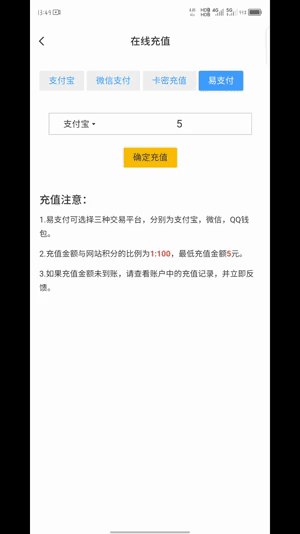 13:49
在线充值
支付宝 微信支付 卡密充值 易支付
支付宝 5
确定充值
充值注意：
1.易支付可选择三种交易平台，分别为支付宝，微信，QQ钱
包。
2.充值金额与网站积分的比例为1:100，最低充值金额5元。
3.如果充值金额未到账，请查看账户中的充值记录，并立即反
馈。